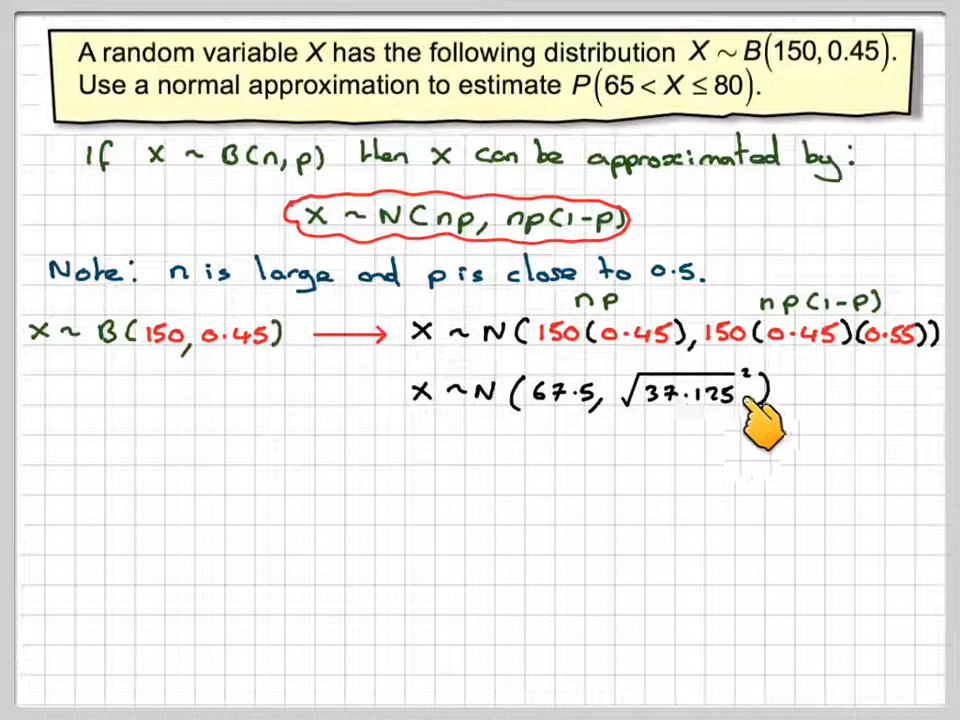 A random variable X has the following distribution X ~ B(150, 0.45).
Use a normal approximation to estimate P(65 < X ≤ 80).
If X ~ B(n, p) then X can be approximated by:
X ~ N(np, np(1-p)
Note: n is large and p is close to 0.5.
np np(1-p)
X ~ B(150, 0.45) → X ~ N(150(0.45), 150(0.45)(0.55))
X ~ N(67.5, √37.125²)